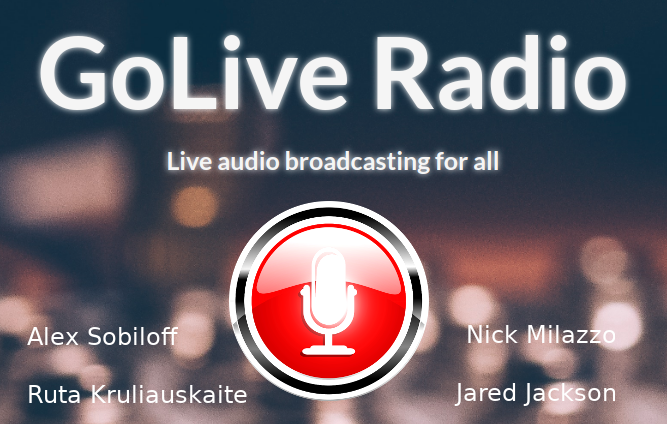 GoLive Radio
Live audio broadcasting for all
Alex Sobiloff
Nick Milazzo
Ruta Kruliauskaite
Jared Jackson